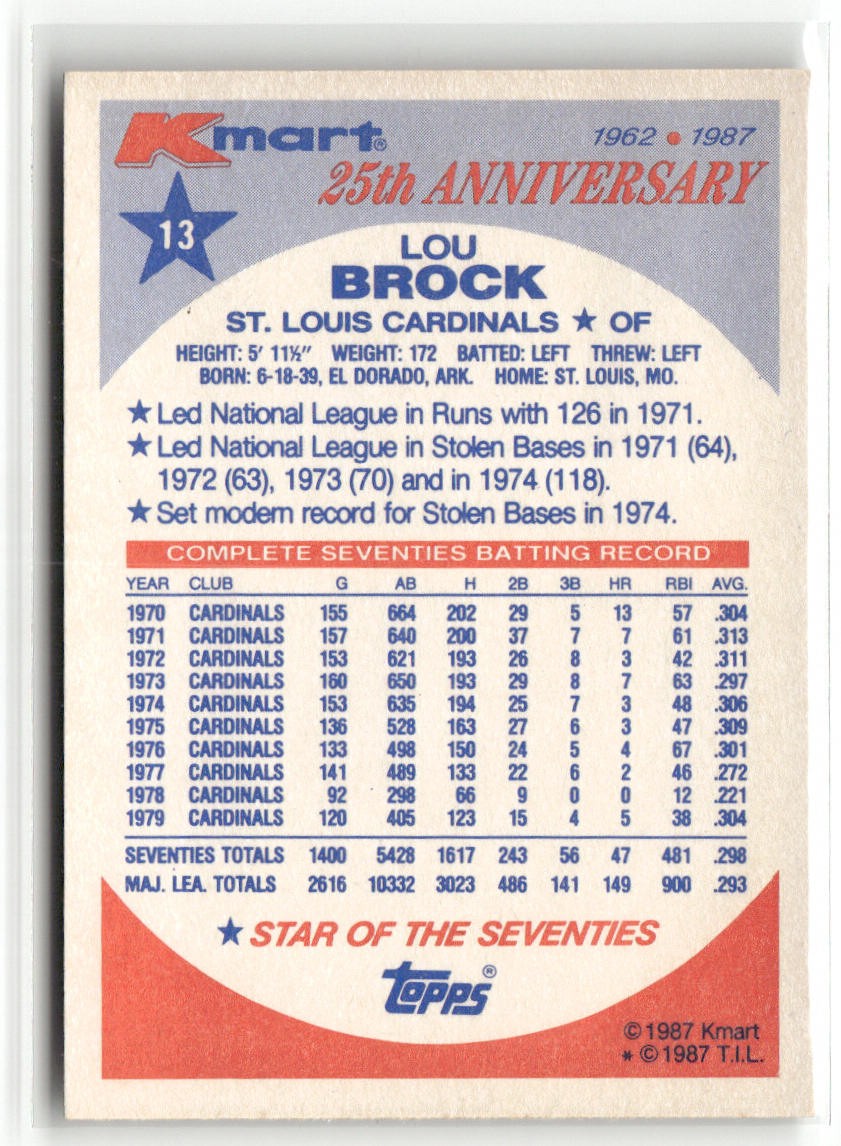 Kmart® 1962 • 1987
25th ANNIVERSARY
13
LOU
BROCK
ST. LOUIS CARDINALS ★ OF
HEIGHT: 5' 11½" WEIGHT: 172 BATTED: LEFT THREW: LEFT
BORN: 6-18-39, EL DORADO, ARK. HOME: ST. LOUIS, MO.
★ Led National League in Runs with 126 in 1971.
★ Led National League in Stolen Bases in 1971 (64),
1972 (63), 1973 (70) and in 1974 (118).
★ Set modern record for Stolen Bases in 1974.
COMPLETE SEVENTIES BATTING RECORD
YEAR CLUB G AB H 2B 3B HR RBI AVG.
1970 CARDINALS 155 664 202 29 5 13 57 .304
1971 CARDINALS 157 640 200 37 7 7 61 .313
1972 CARDINALS 153 621 193 26 8 3 42 .311
1973 CARDINALS 160 650 193 29 8 7 63 .297
1974 CARDINALS 153 635 194 25 7 3 48 .306
1975 CARDINALS 136 528 163 27 6 3 47 .309
1976 CARDINALS 133 498 150 24 5 4 67 .301
1977 CARDINALS 141 489 133 22 6 2 46 .272
1978 CARDINALS 92 298 66 9 0 0 12 .221
1979 CARDINALS 120 405 123 15 4 5 38 .304
SEVENTIES TOTALS 1400 5428 1617 243 56 47 481 .298
MAJ. LEA. TOTALS 2616 10332 3023 486 141 149 900 .293
★ STAR OF THE SEVENTIES
topps®
©1987 Kmart
* ©1987 T.I.L.